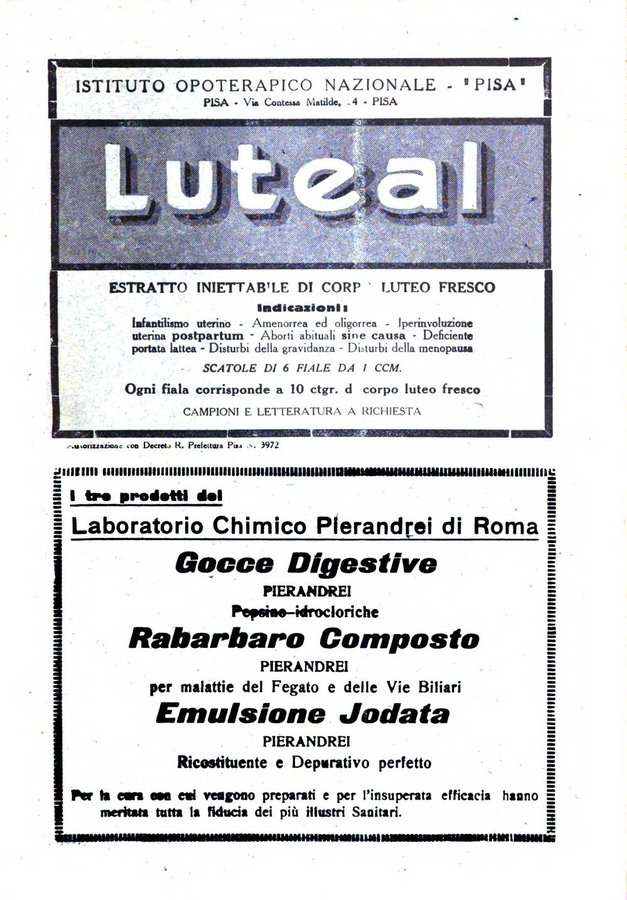 ISTITUTO OPOTERAPICO NAZIONALE - "PISA"
PISA - Via Contessa Matilde, 4 - PISA
Luteal
ESTRATTO INIETTABILE DI CORP LUTEO FRESCO
Indicazioni:
Infantilismo uterino - Amenorrea ed oligorrea - Iperinvoluzione
uterina postpartum - Aborti abituali sine causa - Deficiente
portata lattea - Disturbi della gravidanza - Disturbi della menopausa
SCATOLE DI 6 FIALE DA 1 CCM.
Ogni fiala corrisponde a 10 ctgr. d corpo luteo fresco
CAMPIONI E LETTERATURA A RICHIESTA
Autorizzazione con Decreto R. Prefettura Pisa N. 3972
I tre prodotti del
Laboratorio Chimico Pierandrei di Roma
Gocce Digestive
PIERANDREI
Pepsino-idrocloriche
Rabarbaro Composto
PIERANDREI
per malattie del Fegato e delle Vie Biliari
Emulsione Jodata
PIERANDREI
Ricostituente e Depurativo perfetto
Per la cura con cui vengono preparati e per l'insuperata efficacia hanno
meritata tutta la fiducia dei più illustri Sanitari.